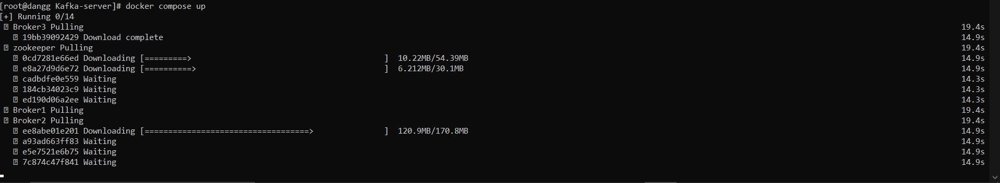 [root@dangg Kafka-server]# docker compose up
[+] Running 0/14
⍰ Broker3 Pulling 19.4s
⍰ 19bb39092429 Download complete 14.9s
⍰ zookeeper Pulling 19.4s
⍰ 0cd7281e66ed Downloading [=========>                                         ]  10.22MB/54.39MB 14.9s
⍰ e8a27d9d6e72 Downloading [==========>                                        ]  6.212MB/30.1MB 14.9s
⍰ cadbdfe0e559 Waiting 14.3s
⍰ 184cb34023c9 Waiting 14.3s
⍰ ed190d06a2ee Waiting 14.3s
⍰ Broker1 Pulling 19.4s
⍰ Broker2 Pulling 19.4s
⍰ ee8abe01e201 Downloading [===================================>               ]  120.9MB/170.8MB 14.9s
⍰ a93ad663ff83 Waiting 14.9s
⍰ e5e7521e6b75 Waiting 14.9s
⍰ 7c874c47f841 Waiting 14.9s